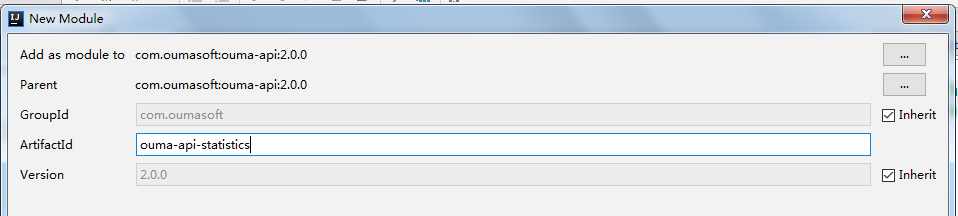 IJ New Module
Add as module to com.oumasoft:ouma-api:2.0.0 ...
Parent com.oumasoft:ouma-api:2.0.0 ...
GroupId com.oumasoft Inherit
ArtifactId ouma-api-statistics
Version 2.0.0 Inherit